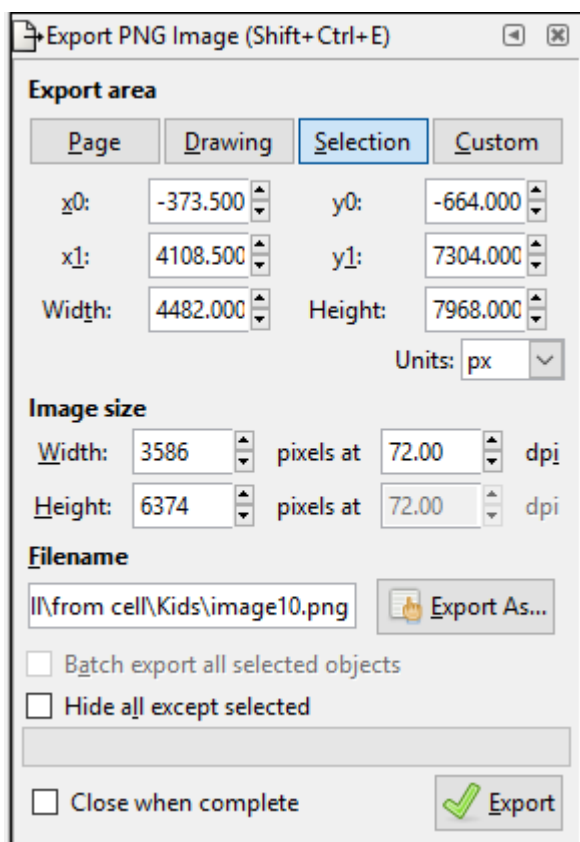 Export PNG Image (Shift+Ctrl+E)
Export area
Page Drawing Selection Custom
x0: -373.500 y0: -664.000
x1: 4108.500 y1: 7304.000
Width: 4482.000 Height: 7968.000
Units: px
Image size
Width: 3586 pixels at 72.00 dpi
Height: 6374 pixels at 72.00 dpi
Filename
ll\from cell\Kids\image10.png Export As...
Batch export all selected objects
Hide all except selected
Close when complete Export